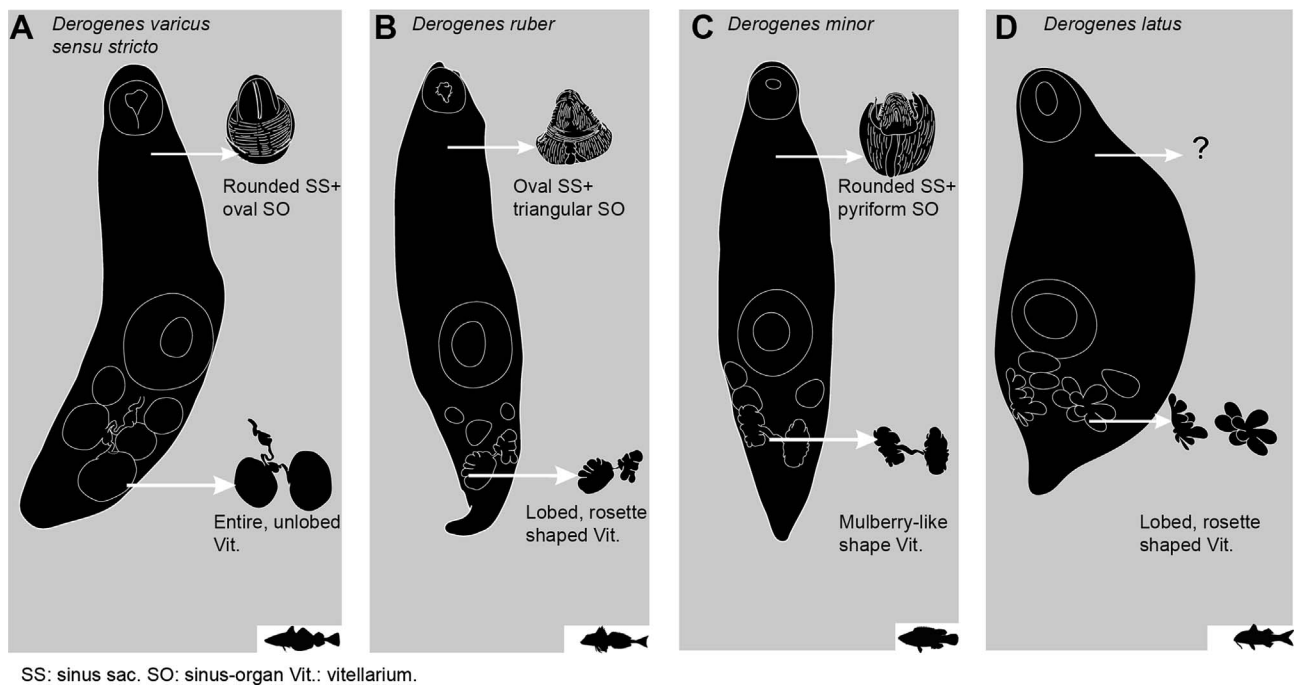 A Derogenes varicus
sensu stricto
Rounded SS+
oval SO
Entire, unlobed
Vit.
B Derogenes ruber
Oval SS+
triangular SO
Lobed, rosette
shaped Vit.
C Derogenes minor
Rounded SS+
pyriform SO
Mulberry-like
shape Vit.
D Derogenes latus
?
Lobed, rosette
shaped Vit.
SS: sinus sac. SO: sinus-organ Vit.: vitellarium.